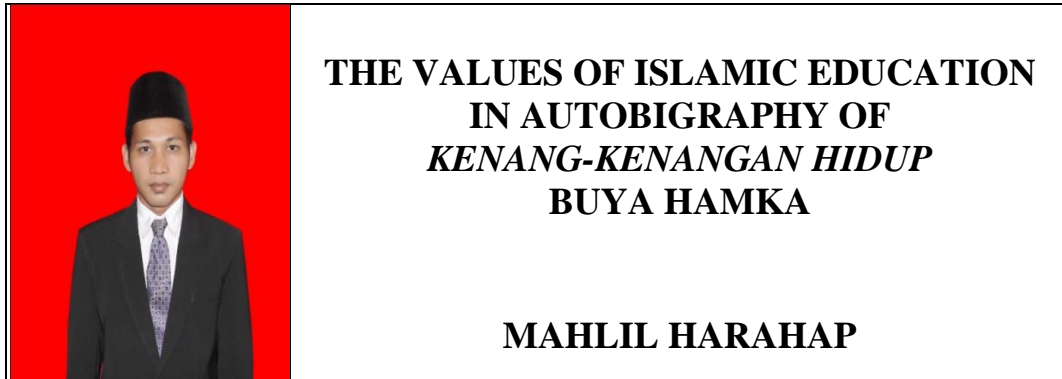 THE VALUES OF ISLAMIC EDUCATION
IN AUTOBIGRAPHY OF
KENANG-KENANGAN HIDUP
BUYA HAMKA
MAHLIL HARAHAP